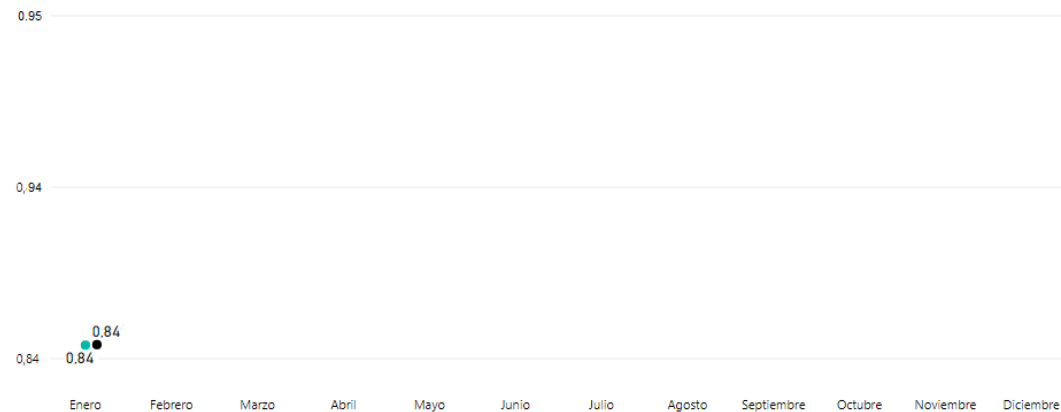 0.95
0,94
0,84
0,84 0,84
Enero Febrero Marzo Abril Mayo Junio Julio Agosto Septiembre Octubre Noviembre Diciembre